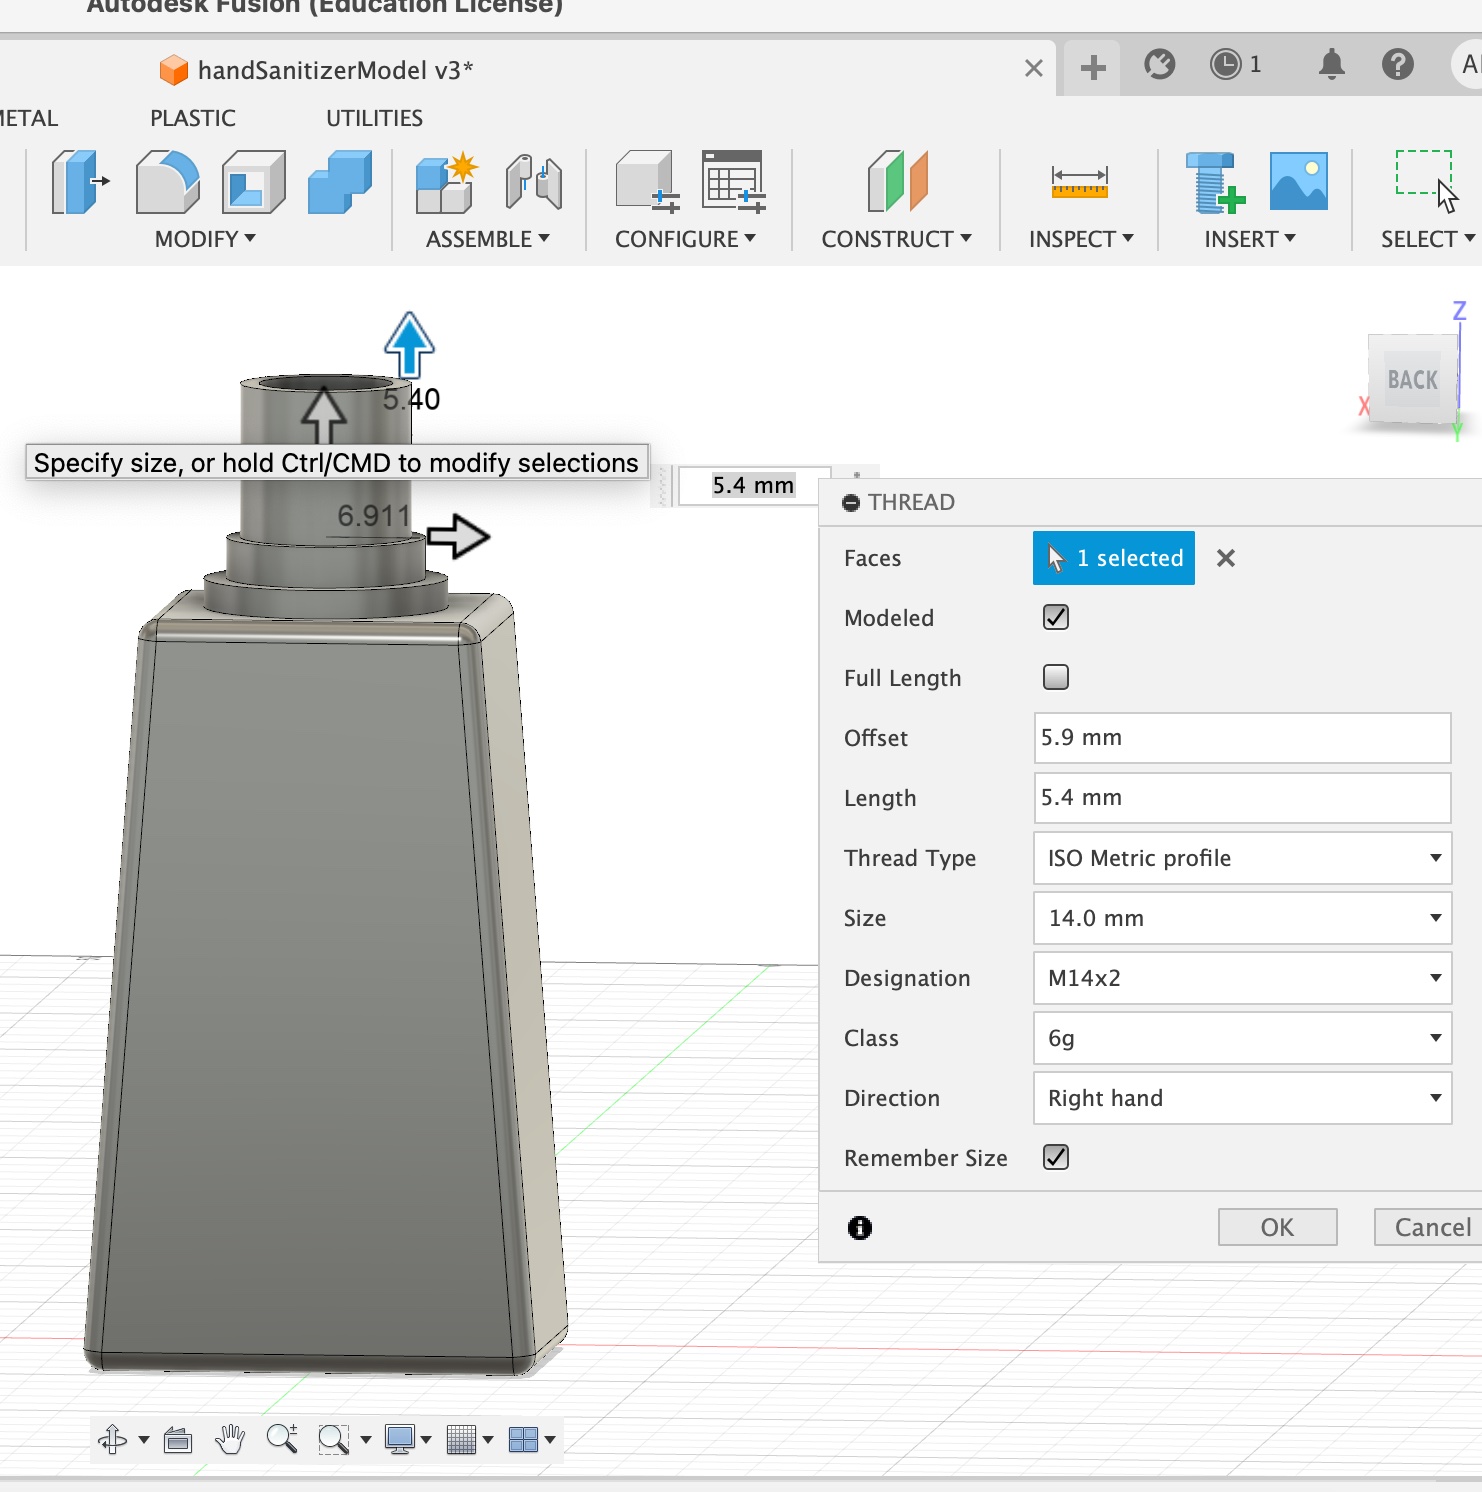 Autodesk Fusion (Education License)
handSanitizerModel v3*
1
PLASTIC
UTILITIES
MODIFY
ASSEMBLE
CONFIGURE
CONSTRUCT
INSPECT
INSERT
SELECT
Z
BACK
X
Y
5.40
Specify size, or hold Ctrl/CMD to modify selections
5.4 mm
6.911
THREAD
Faces 1 selected
Modeled
Full Length
Offset 5.9 mm
Length 5.4 mm
Thread Type ISO Metric profile
Size 14.0 mm
Designation M14x2
Class 6g
Direction Right hand
Remember Size
OK Cancel